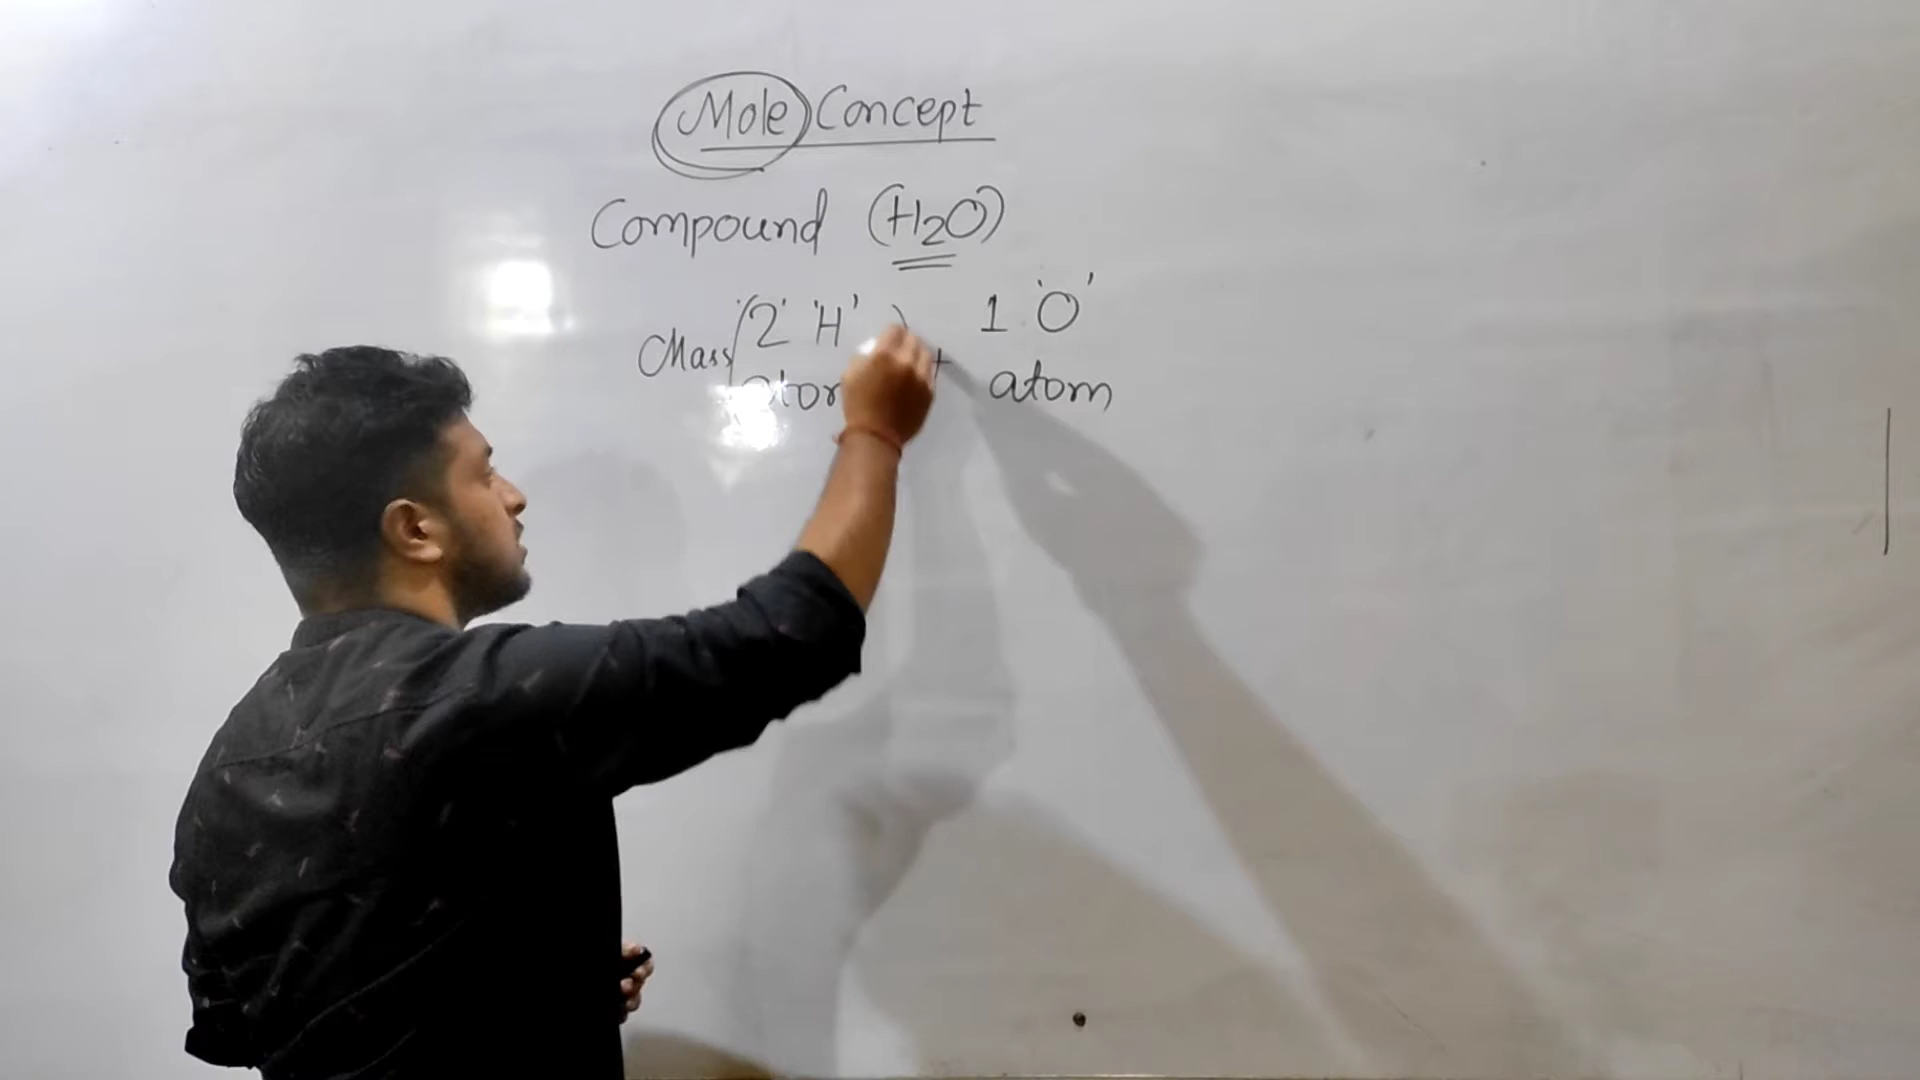 Mole Concept
Compound (H2O)
Mass (2 'H') 1 'O'
+ atom